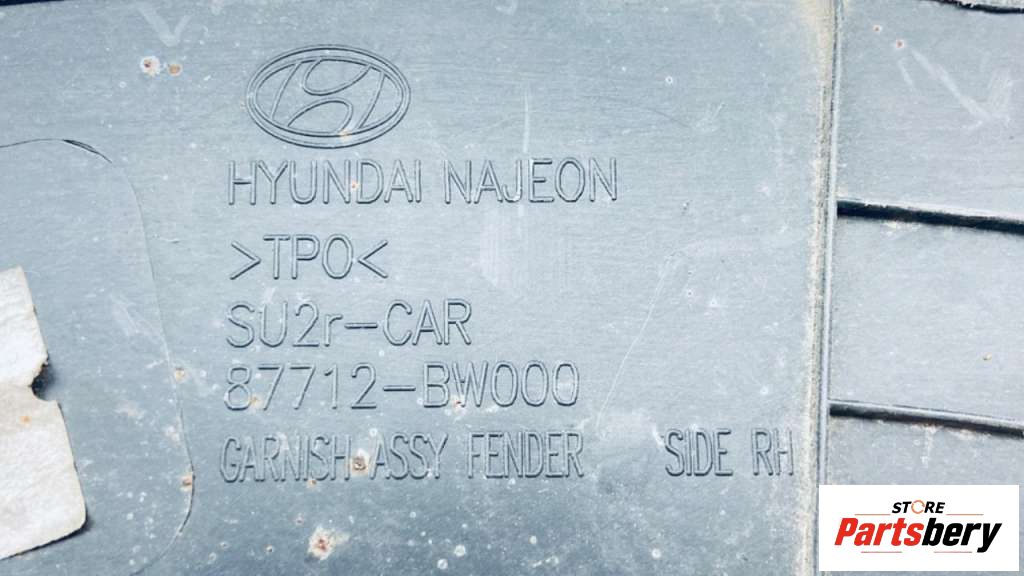 HYUNDAI NAJEON
>TPO<
SU2r-CAR
87712-BW000
GARNISH ASSY FENDER SIDE RH
STORE
Partsbery